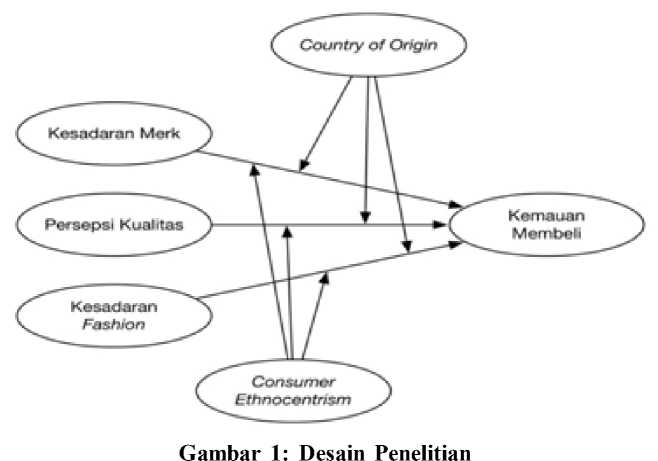 Country of Origin
Kesadaran Merk
Persepsi Kualitas
Kemauan
Membeli
Kesadaran
Fashion
Consumer
Ethnocentrism
Gambar 1: Desain Penelitian